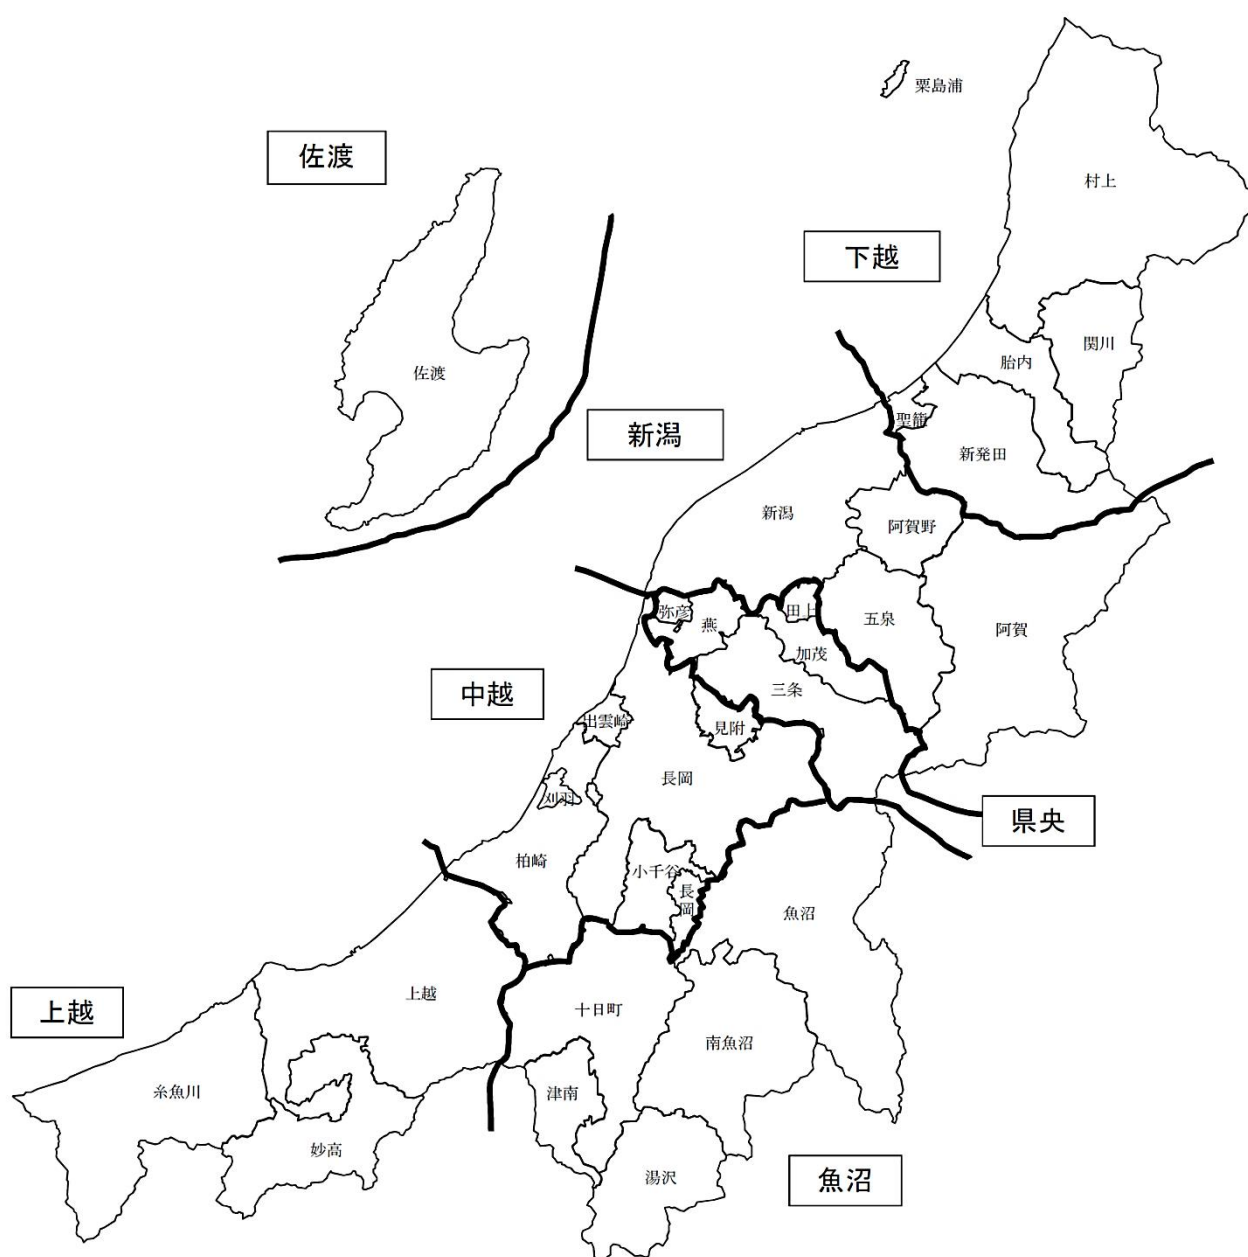 粟島浦
佐渡
村上
下越
関川
胎内
佐渡
聖籠
新潟
新発田
新潟
阿賀野
弥彦
田上
燕
五泉
阿賀
加茂
三条
中越
出雲崎
見附
長岡
刈羽
県央
柏崎
小千谷
長岡
魚沼
上越
上越
十日町
南魚沼
糸魚川
津南
妙高
湯沢
魚沼